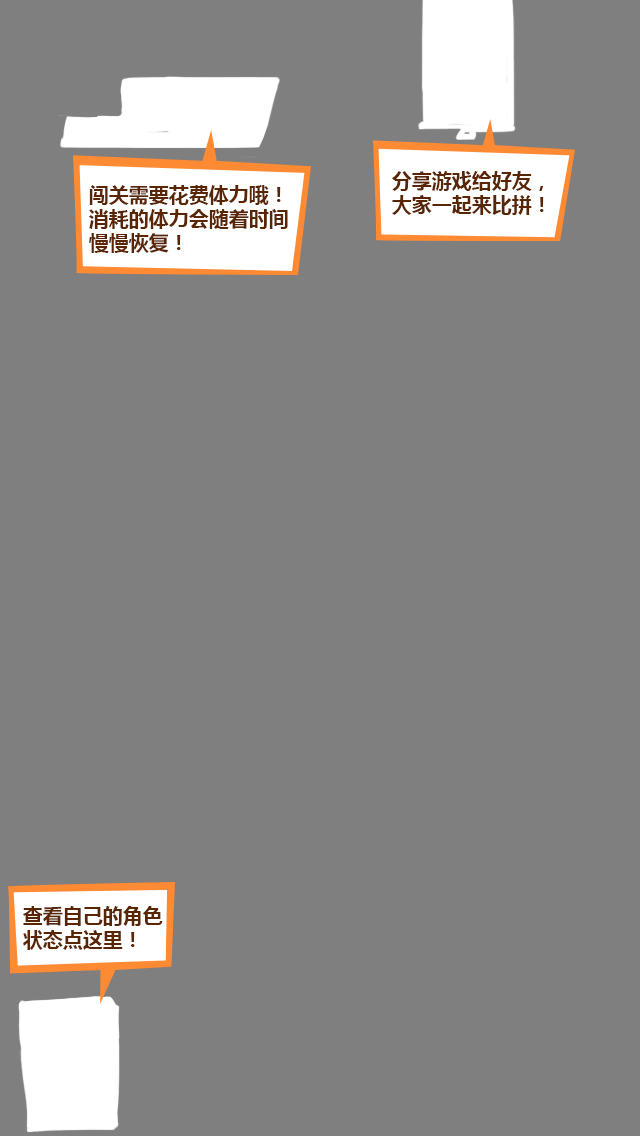 闯关需要花费体力哦！
消耗的体力会随着时间
慢慢恢复！
分享游戏给好友，
大家一起来比拼！
查看自己的角色
状态点这里！